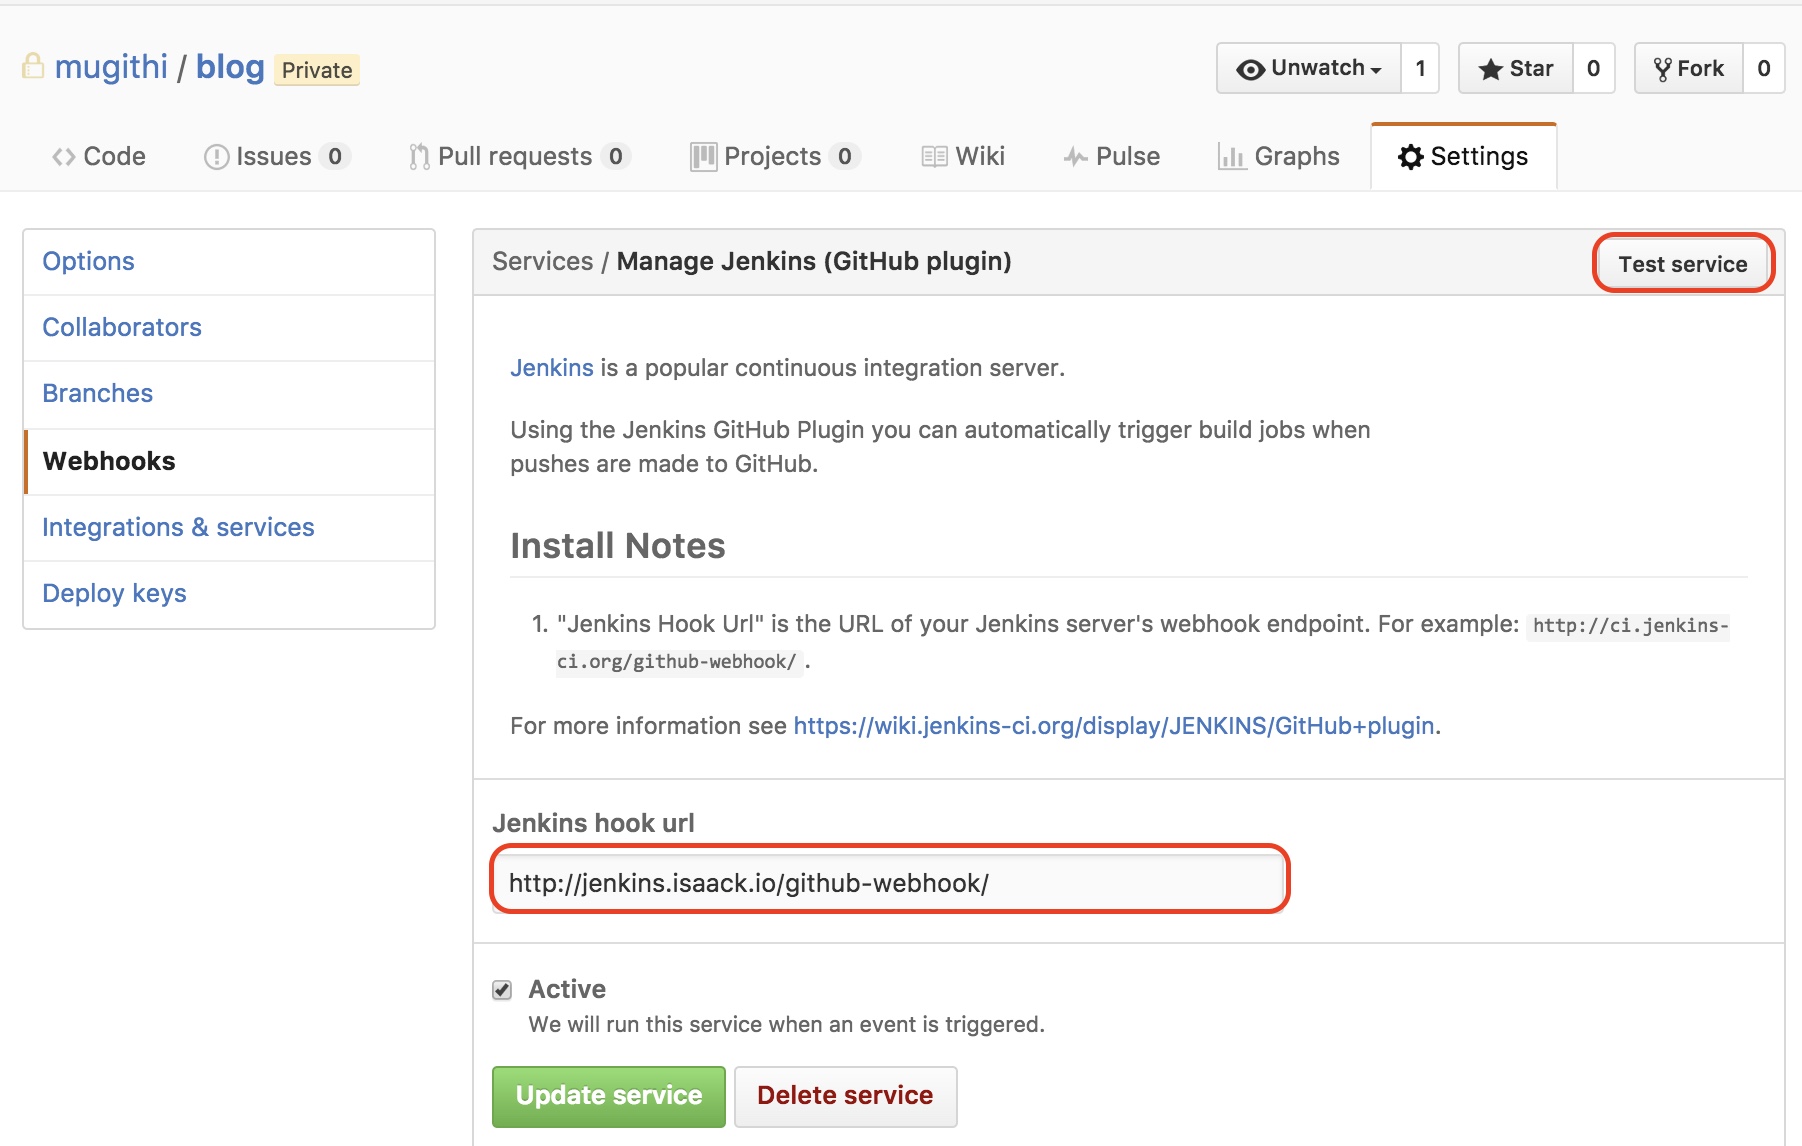 mugithi / blog Private
Unwatch 1 Star 0 Fork 0
Code Issues 0 Pull requests 0 Projects 0 Wiki Pulse Graphs Settings
Options
Collaborators
Branches
Webhooks
Integrations & services
Deploy keys
Services / Manage Jenkins (GitHub plugin)
Test service
Jenkins is a popular continuous integration server.
Using the Jenkins GitHub Plugin you can automatically trigger build jobs when
pushes are made to GitHub.
Install Notes
1. "Jenkins Hook Url" is the URL of your Jenkins server's webhook endpoint. For example: http://ci.jenkins-
ci.org/github-webhook/ .
For more information see https://wiki.jenkins-ci.org/display/JENKINS/GitHub+plugin.
Jenkins hook url
http://jenkins.isaack.io/github-webhook/
Active
We will run this service when an event is triggered.
Update service Delete service